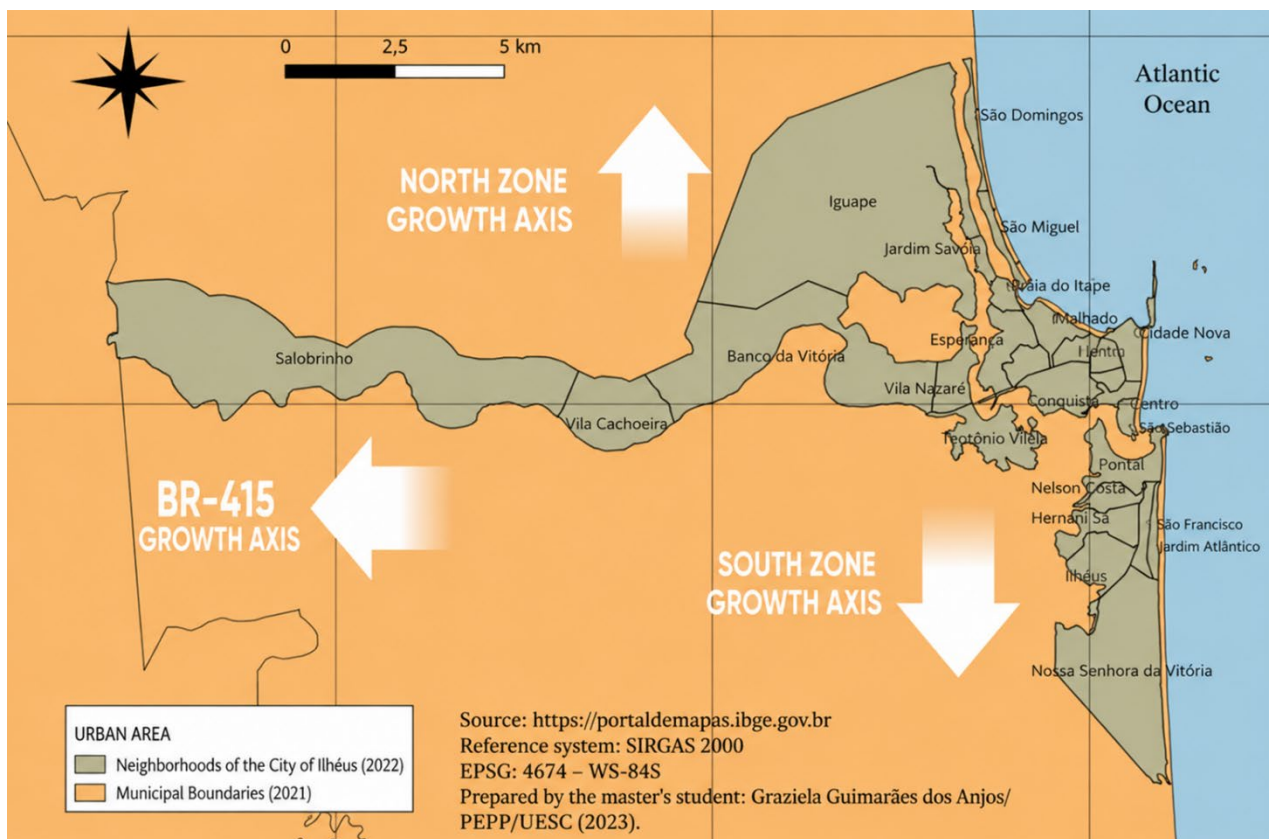 0 2,5 5 km
Atlantic
Ocean
São Domingos
NORTH ZONE
GROWTH AXIS
Iguape
São Miguel
Jardim Savóia
Práia do Itape
Malhado
Cidade Nova
Esperança
Hentra
Salobrinho
Banco da Vitória
Vila Nazaré
Conquista
Centro
Vila Cachoeira
São Sebastião
Teotônio Vilela
Pontal
BR-415
GROWTH AXIS
Nelson Costa
Hernani Sá
São Francisco
Jardim Atlântico
SOUTH ZONE
GROWTH AXIS
Ilhéus
Nossa Senhora da Vitória
URBAN AREA
Neighborhoods of the City of Ilhéus (2022)
Municipal Boundaries (2021)
Source: https://portaldemapas.ibge.gov.br
Reference system: SIRGAS 2000
EPSG: 4674 – WS-84S
Prepared by the master's student: Graziela Guimarães dos Anjos/
PEPP/UESC (2023).